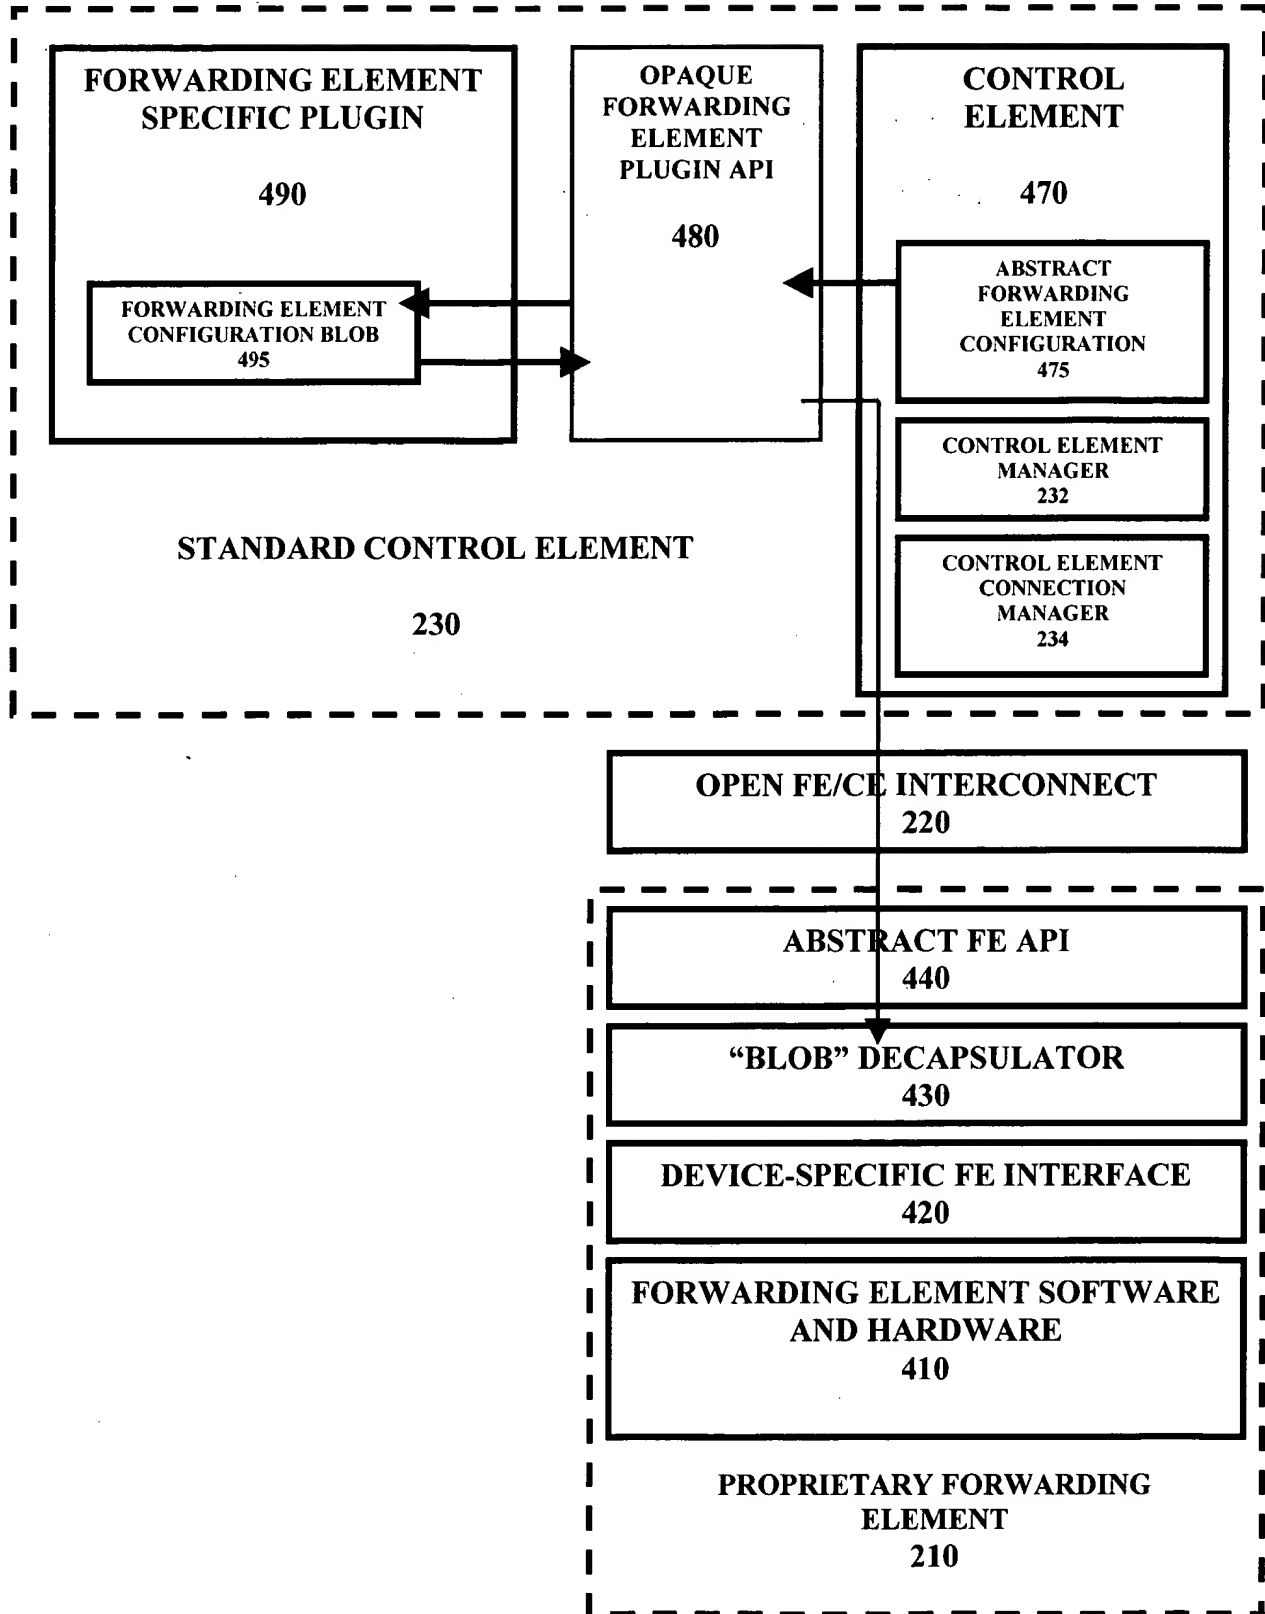 FORWARDING ELEMENT
SPECIFIC PLUGIN
490
FORWARDING ELEMENT
CONFIGURATION BLOB
495
OPAQUE
FORWARDING
ELEMENT
PLUGIN API
480
CONTROL
ELEMENT
470
ABSTRACT
FORWARDING
ELEMENT
CONFIGURATION
475
CONTROL ELEMENT
MANAGER
232
CONTROL ELEMENT
CONNECTION
MANAGER
234
STANDARD CONTROL ELEMENT
230
OPEN FE/CE INTERCONNECT
220
ABSTRACT FE API
440
“BLOB” DECAPSULATOR
430
DEVICE-SPECIFIC FE INTERFACE
420
FORWARDING ELEMENT SOFTWARE
AND HARDWARE
410
PROPRIETARY FORWARDING
ELEMENT
210